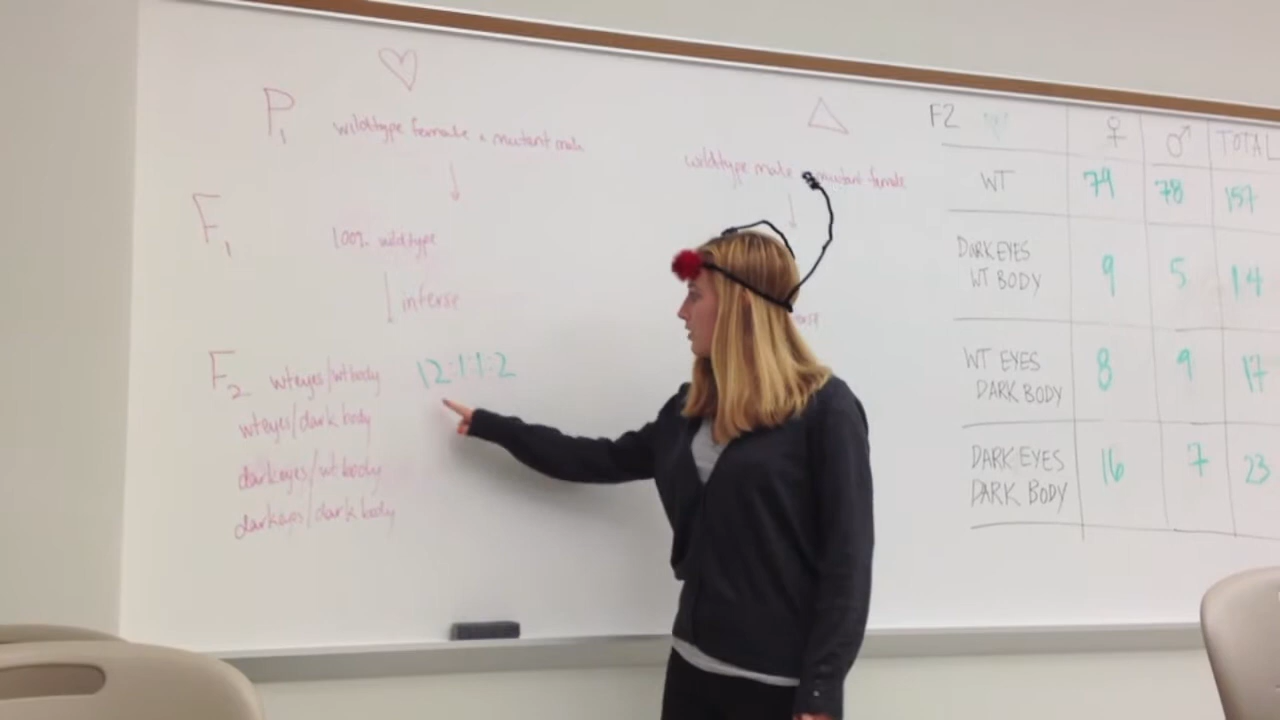 P1 wildtype female x mutant male
F1 100% wildtype
interse
F2 wt eyes/wt body 12:1:1:2
wt eyes/dark body
dark eyes/wt body
dark eyes/dark body
wildtype male mutant female
F2 ♀ ♂ TOTAL
WT 79 78 157
DARK EYES
WT BODY 9 5 14
WT EYES
DARK BODY 8 9 17
DARK EYES
DARK BODY 16 7 23